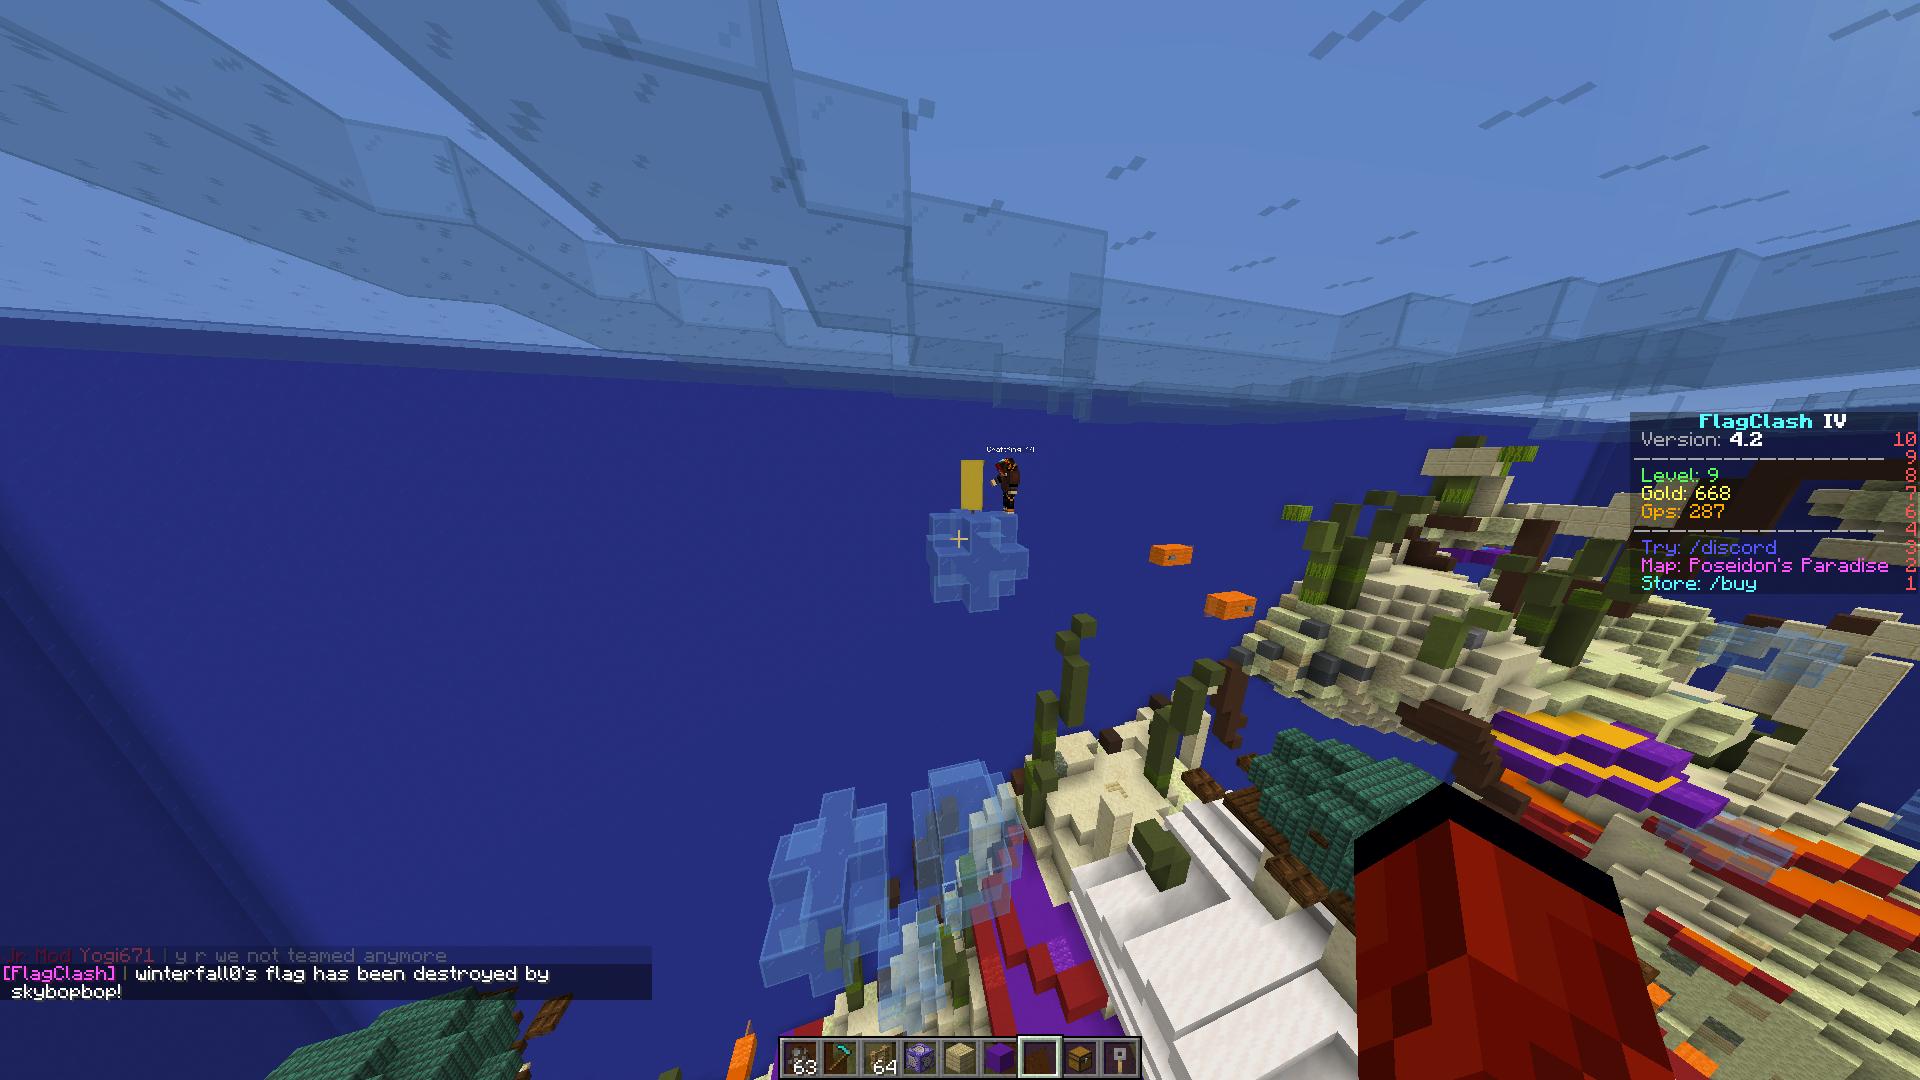 FlagClash IV
Version: 4.2 10
9
Level: 9 8
Gold: 668 7
Gps: 287 6
4
Try: /discord 3
Map: Poseidon's Paradise 2
Store: /buy 1
Jr. Mod Yogi671 | y r we not teamed anymore
[FlagClash] | winterfall0's flag has been destroyed by
skybopbop!
63 64